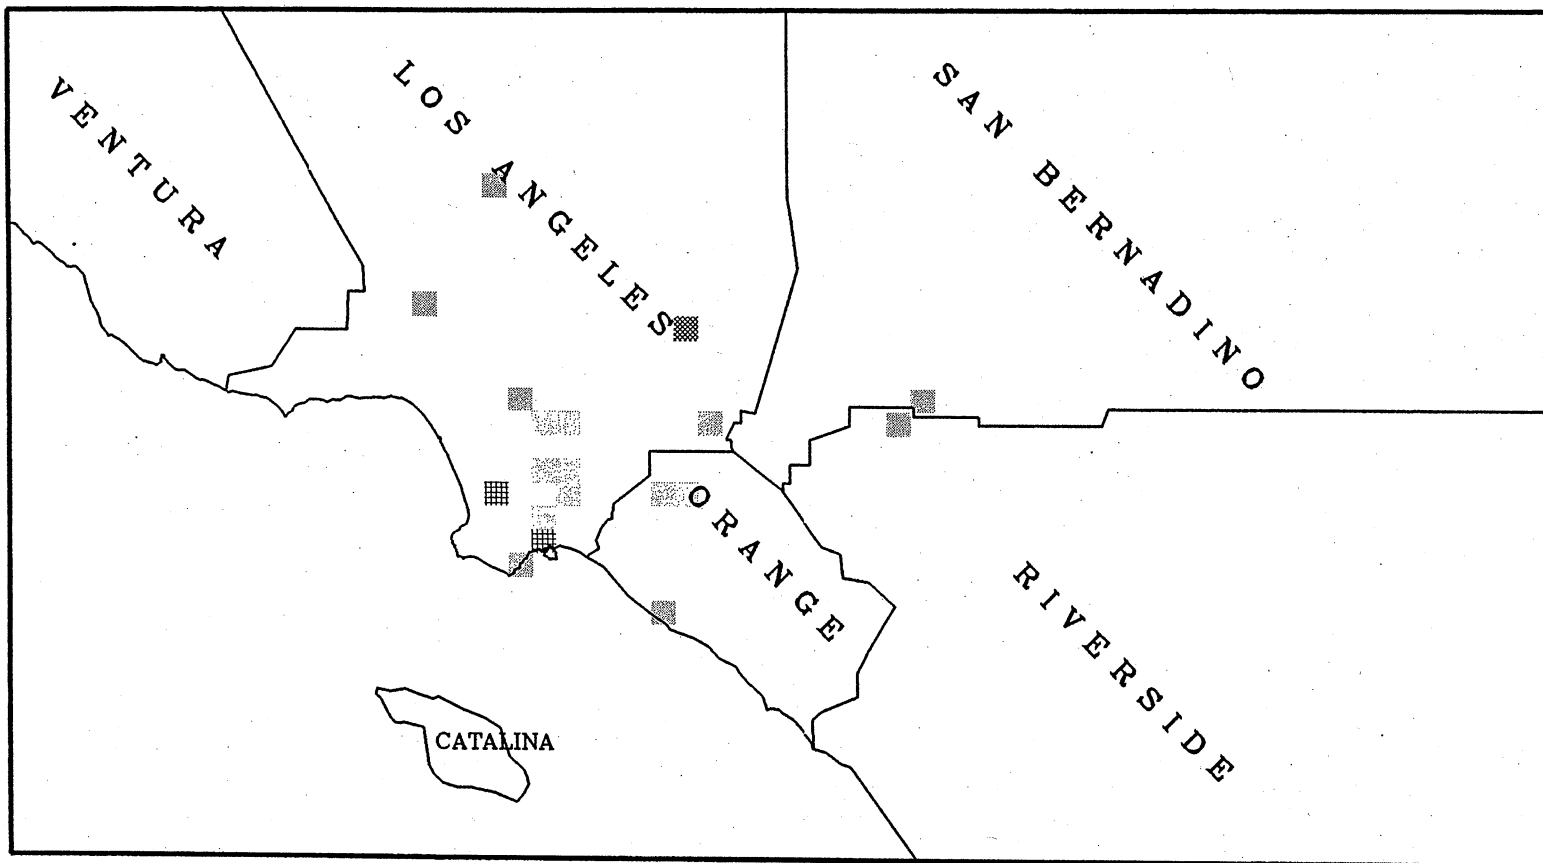 VENTURA
LOS ANGELES
SAN BERNADINO
ORANGE
RIVERSIDE
CATALINA